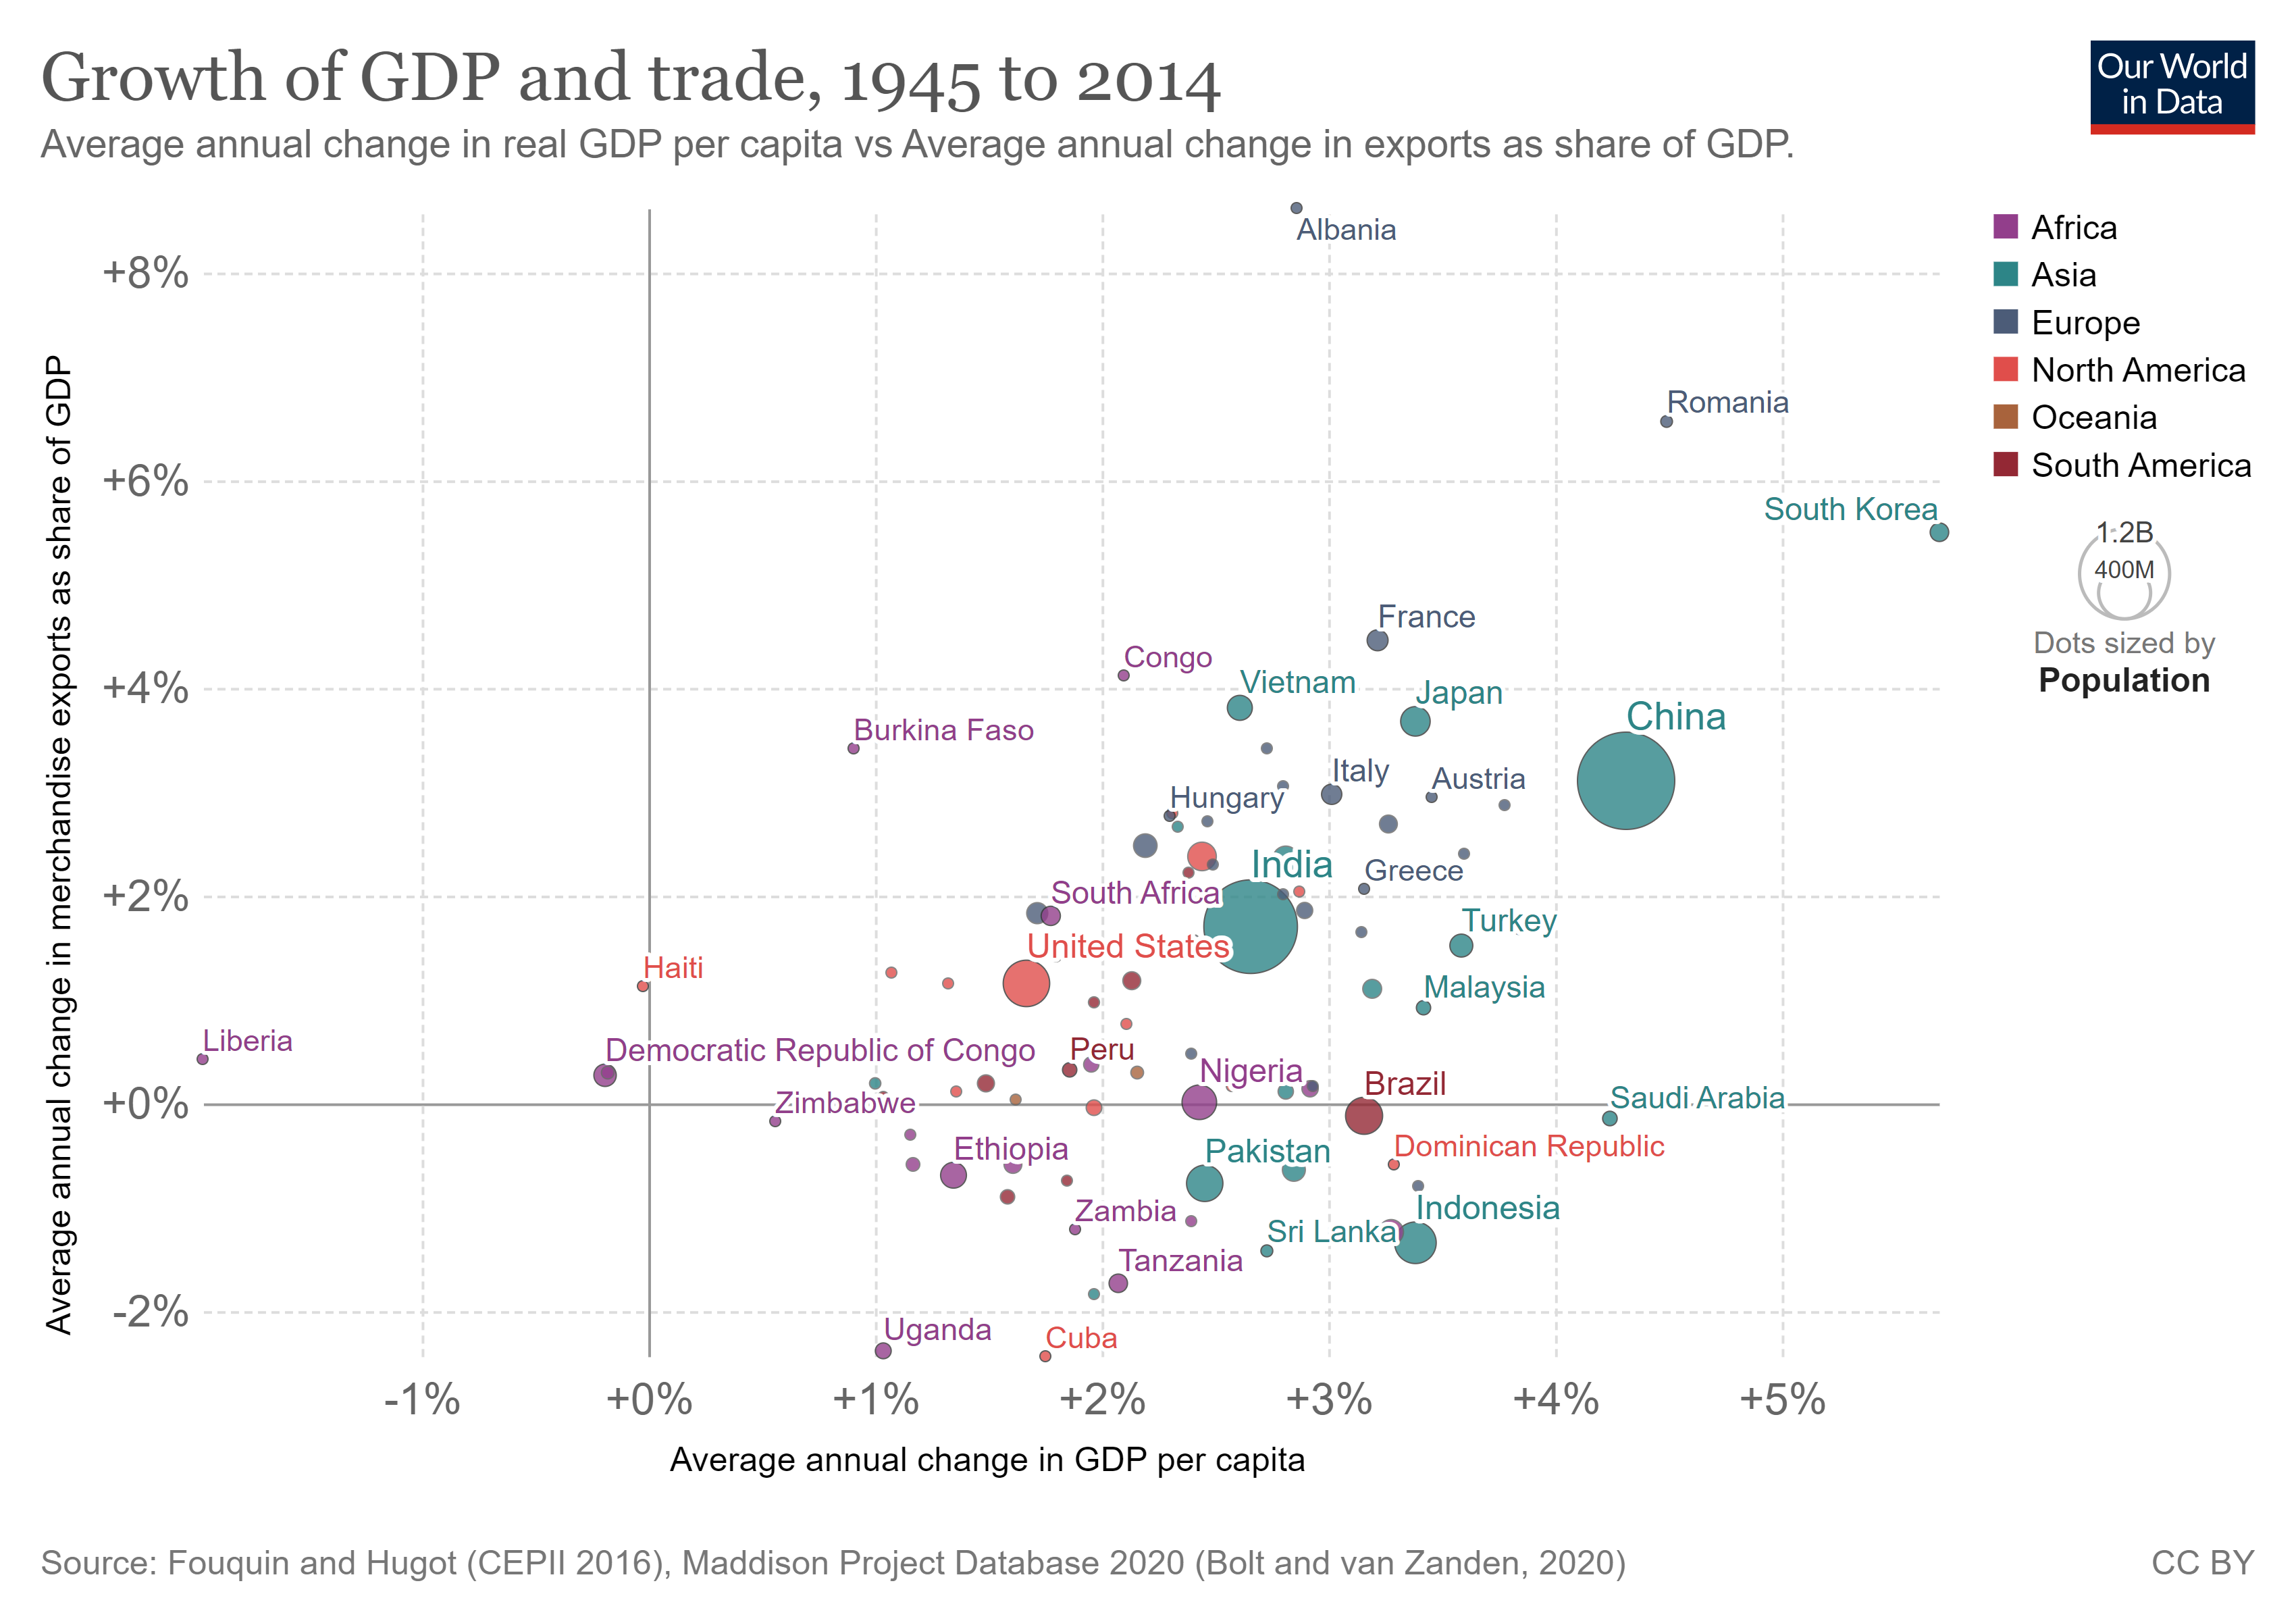 Growth of GDP and trade, 1945 to 2014
Average annual change in real GDP per capita vs Average annual change in exports as share of GDP.
Our World
in Data
Average annual change in merchandise exports as share of GDP
+8%
+6%
+4%
+2%
+0%
-2%
Albania
Romania
South Korea
France
Congo
Vietnam
Japan
China
Burkina Faso
Italy
Austria
Hungary
India
Greece
South Africa
Turkey
United States
Haiti
Malaysia
Liberia
Democratic Republic of Congo
Peru
Nigeria
Brazil
Saudi Arabia
Zimbabwe
Ethiopia
Pakistan
Dominican Republic
Zambia
Indonesia
Sri Lanka
Tanzania
Uganda
Cuba
-1%
+0%
+1%
+2%
+3%
+4%
+5%
Average annual change in GDP per capita
Africa
Asia
Europe
North America
Oceania
South America
1.2B
400M
Dots sized by
Population
Source: Fouquin and Hugot (CEPII 2016), Maddison Project Database 2020 (Bolt and van Zanden, 2020)
CC BY